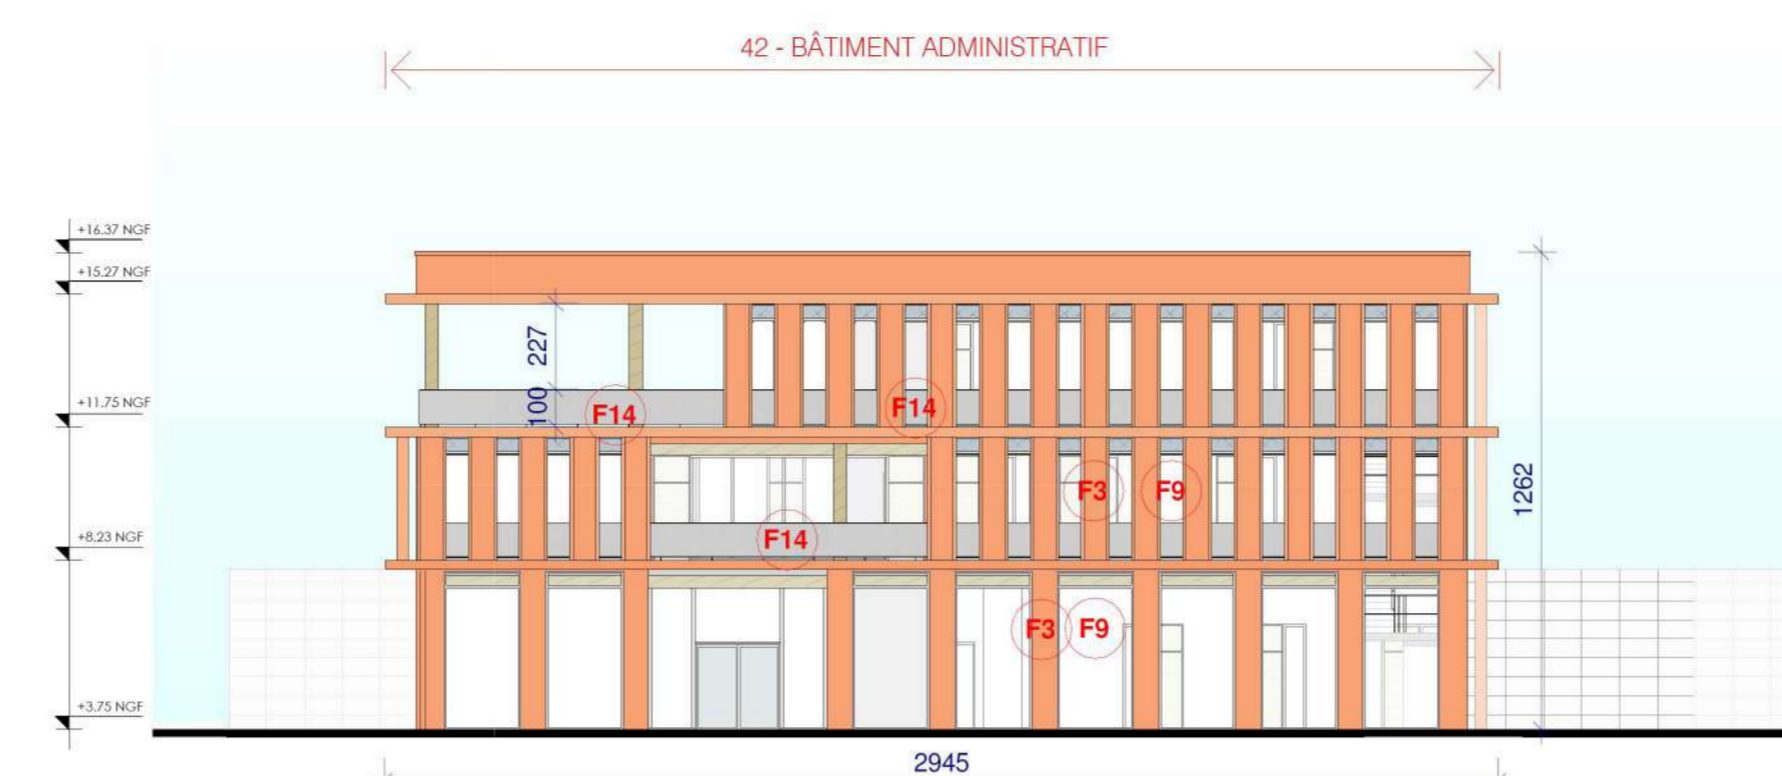 42 - BÂTIMENT ADMINISTRATIF
+16.37 NGF
+15.27 NGF
227
+11.75 NGF
100
F14
F14
F3
F9
1262
+8.23 NGF
F14
F3
F9
+3.75 NGF
2945